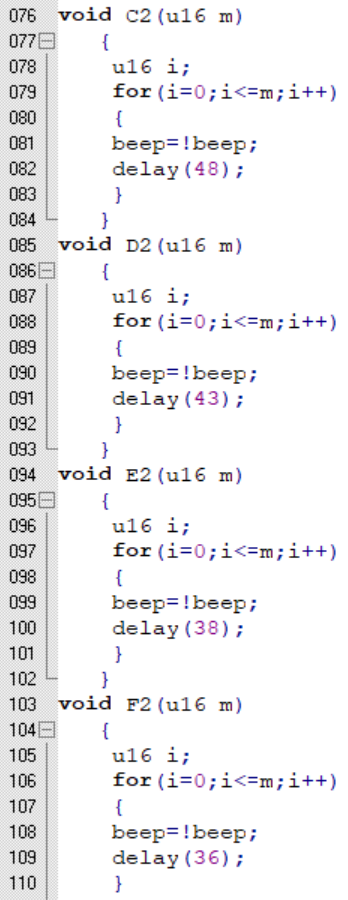 076 void C2(u16 m)
077 {
078 u16 i;
079 for(i=0;i<=m;i++)
080 {
081 beep=!beep;
082 delay(48);
083 }
084 }
085 void D2(u16 m)
086 {
087 u16 i;
088 for(i=0;i<=m;i++)
089 {
090 beep=!beep;
091 delay(43);
092 }
093 }
094 void E2(u16 m)
095 {
096 u16 i;
097 for(i=0;i<=m;i++)
098 {
099 beep=!beep;
100 delay(38);
101 }
102 }
103 void F2(u16 m)
104 {
105 u16 i;
106 for(i=0;i<=m;i++)
107 {
108 beep=!beep;
109 delay(36);
110 }